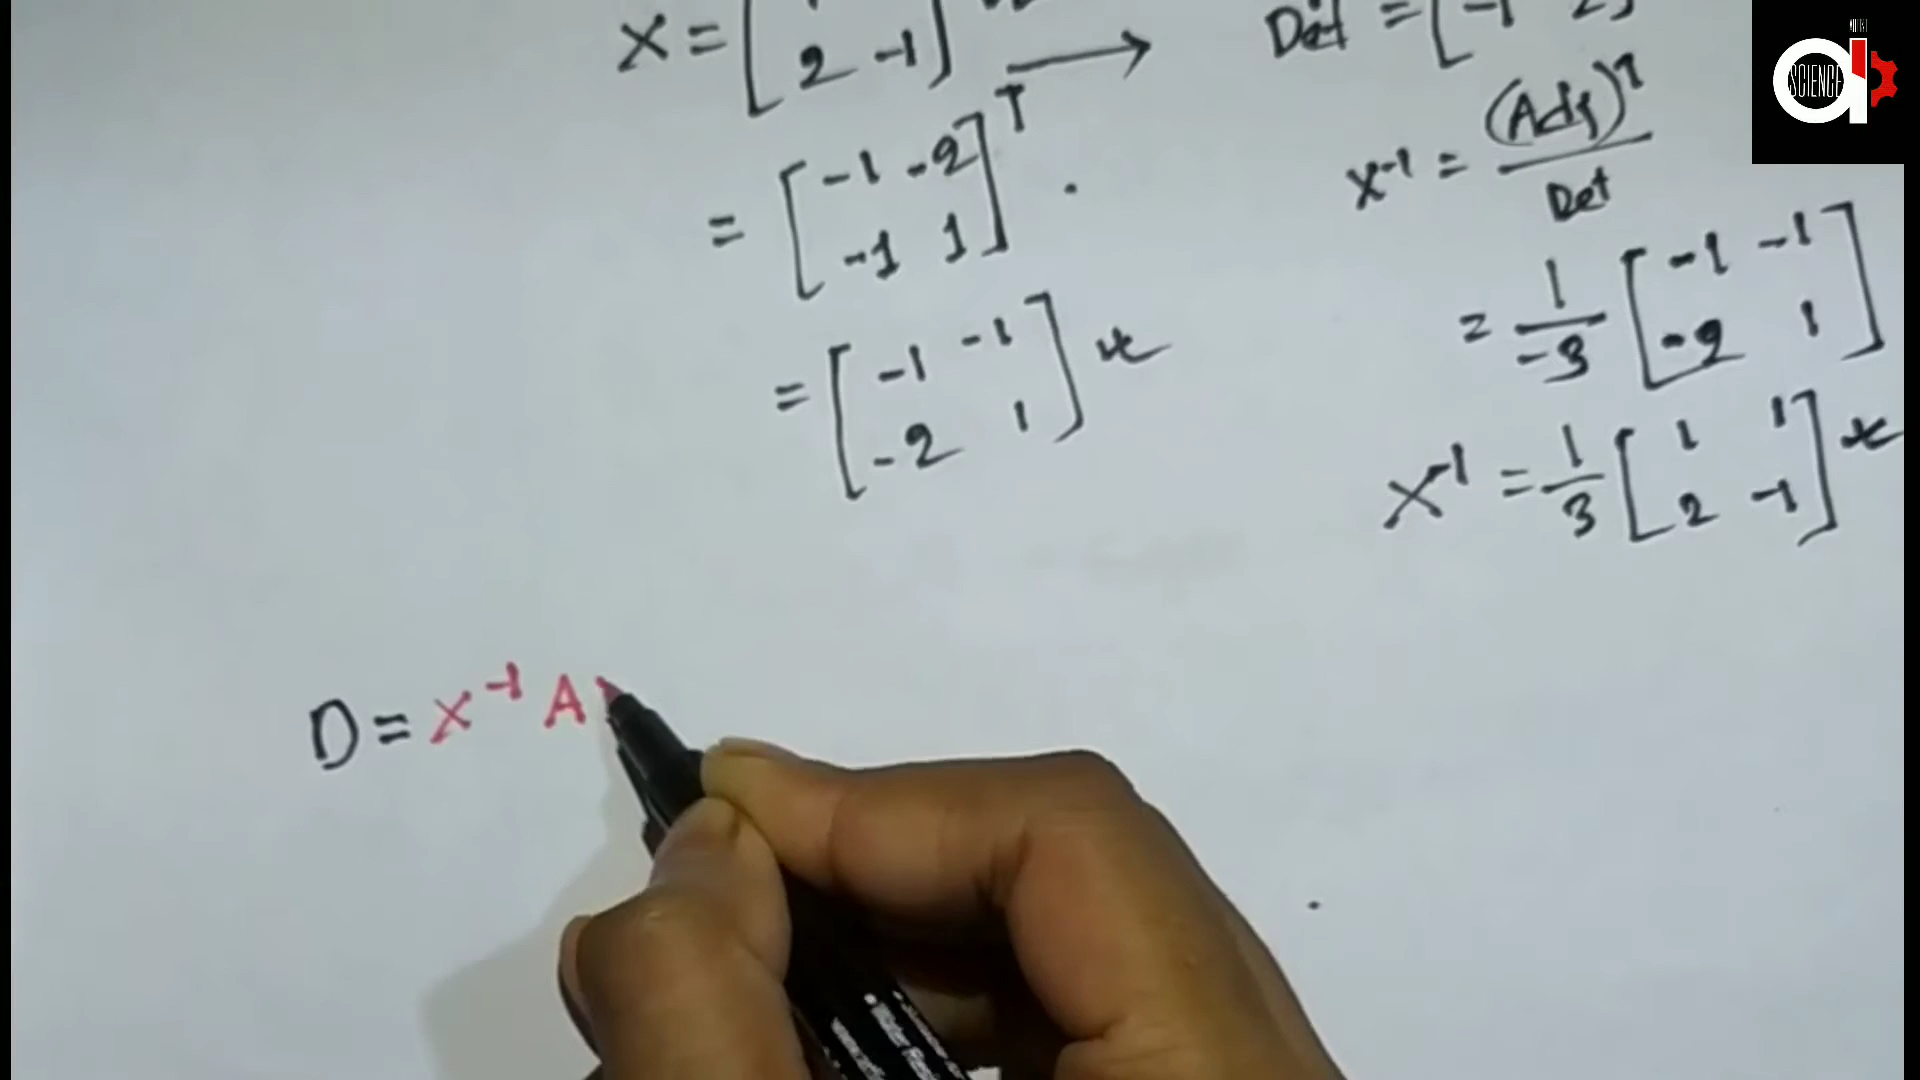 X = [ 2 -1 ]
= [ -1 -2
-1 1 ]ᵀ
= [ -1 -1
-2 1 ]
Det = [ -1 2 ]
X⁻¹ = (Adj)ᵀ / Det
= 1/-3 [ -1 -1
-2 1 ]
X⁻¹ = 1/3 [ 1 1
2 -1 ]
D = X⁻¹ A
SCIENCE